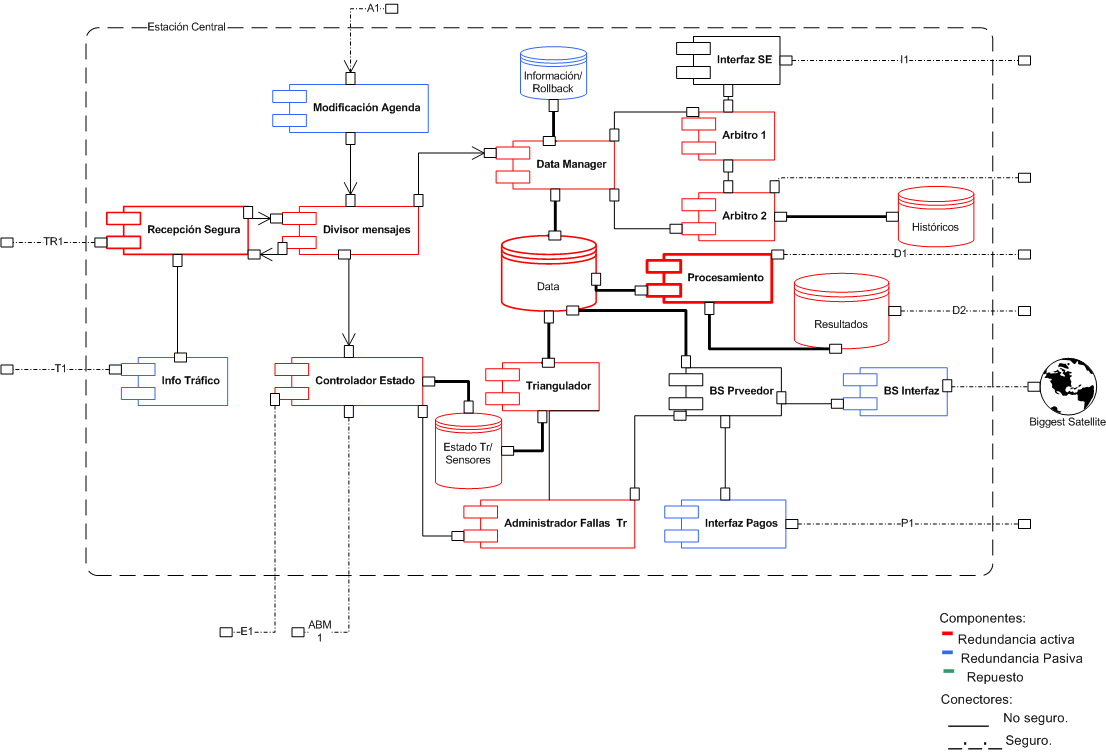 A1
Estación Central
Información/
Rollback
Interfaz SE
I1
Modificación Agenda
Arbitro 1
Data Manager
Recepción Segura
Divisor mensajes
Arbitro 2
Históricos
TR1
D1
Data
Procesamiento
Resultados
D2
T1
Info Tráfico
Controlador Estado
Triangulador
BS Prveedor
BS Interfaz
Biggest Satellite
Estado Tr/
Sensores
Administrador Fallas Tr
Interfaz Pagos
P1
E1
ABM
1
Componentes:
Redundancia activa
Redundancia Pasiva
Repuesto
Conectores:
No seguro.
Seguro.